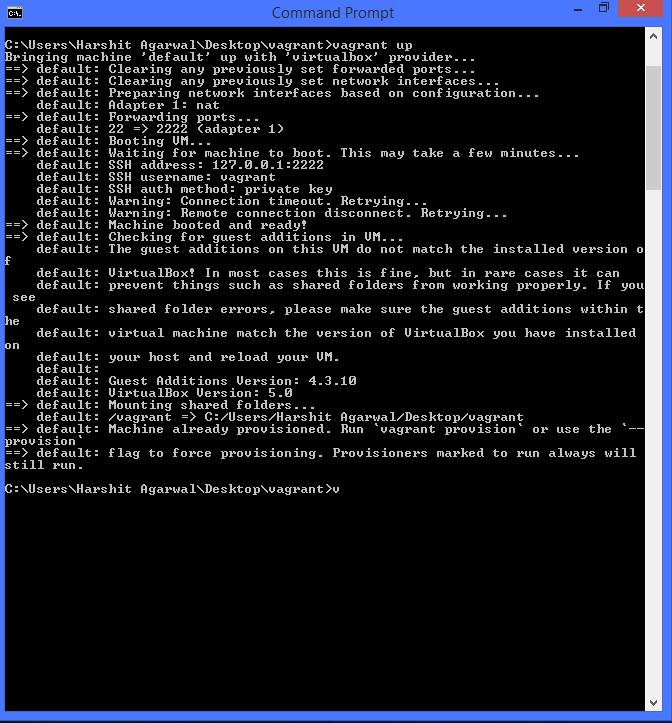 Command Prompt
C:\Users\Harshit Agarwal\Desktop\vagrant>vagrant up
Bringing machine 'default' up with 'virtualbox' provider...
==> default: Clearing any previously set forwarded ports...
==> default: Clearing any previously set network interfaces...
==> default: Preparing network interfaces based on configuration...
    default: Adapter 1: nat
==> default: Forwarding ports...
    default: 22 => 2222 (adapter 1)
==> default: Booting VM...
==> default: Waiting for machine to boot. This may take a few minutes...
    default: SSH address: 127.0.0.1:2222
    default: SSH username: vagrant
    default: SSH auth method: private key
    default: Warning: Connection timeout. Retrying...
    default: Warning: Remote connection disconnect. Retrying...
==> default: Machine booted and ready!
==> default: Checking for guest additions in VM...
    default: The guest additions on this VM do not match the installed version o
f
    default: VirtualBox! In most cases this is fine, but in rare cases it can
    default: prevent things such as shared folders from working properly. If you
 see
    default: shared folder errors, please make sure the guest additions within t
he
    default: virtual machine match the version of VirtualBox you have installed
on
    default: your host and reload your VM.
    default:
    default: Guest Additions Version: 4.3.10
    default: VirtualBox Version: 5.0
==> default: Mounting shared folders...
    default: /vagrant => C:/Users/Harshit Agarwal/Desktop/vagrant
==> default: Machine already provisioned. Run `vagrant provision` or use the `--
provision`
==> default: flag to force provisioning. Provisioners marked to run always will
still run.
C:\Users\Harshit Agarwal\Desktop\vagrant>v